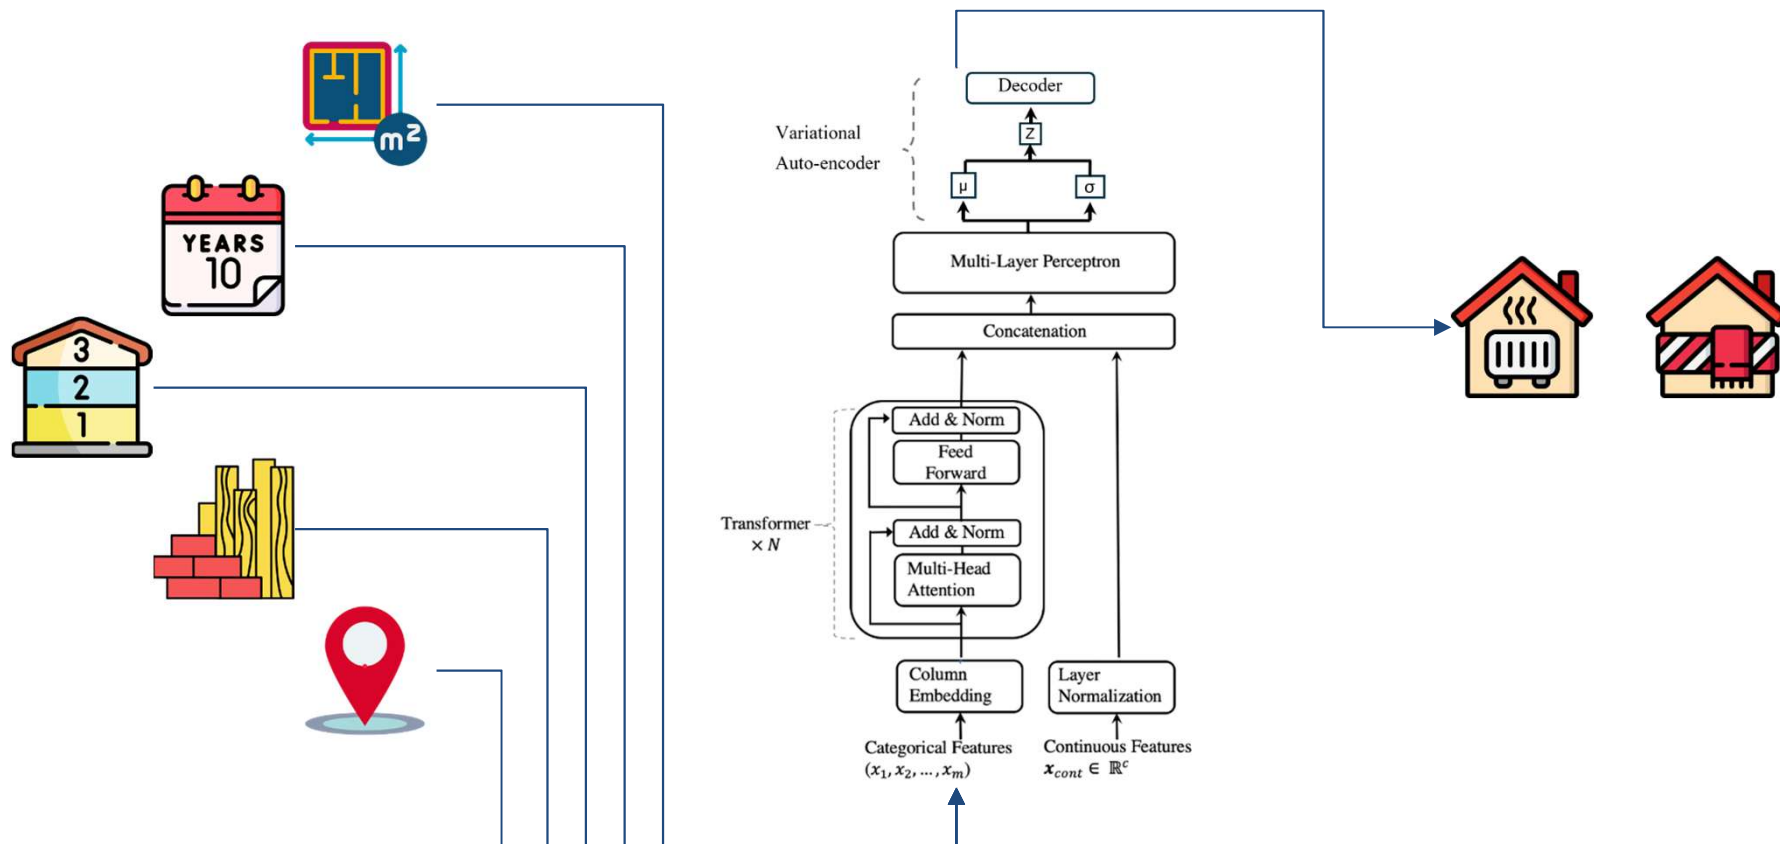 m²
YEARS
10
3
2
1
Decoder
Z
Variational
Auto-encoder
μ
σ
Multi-Layer Perceptron
Concatenation
Add & Norm
Feed
Forward
Transformer
× N
Add & Norm
Multi-Head
Attention
Column
Embedding
Layer
Normalization
Categorical Features
(x₁, x₂, ..., xₘ)
Continuous Features
x_cont ∈ ℝᶜ